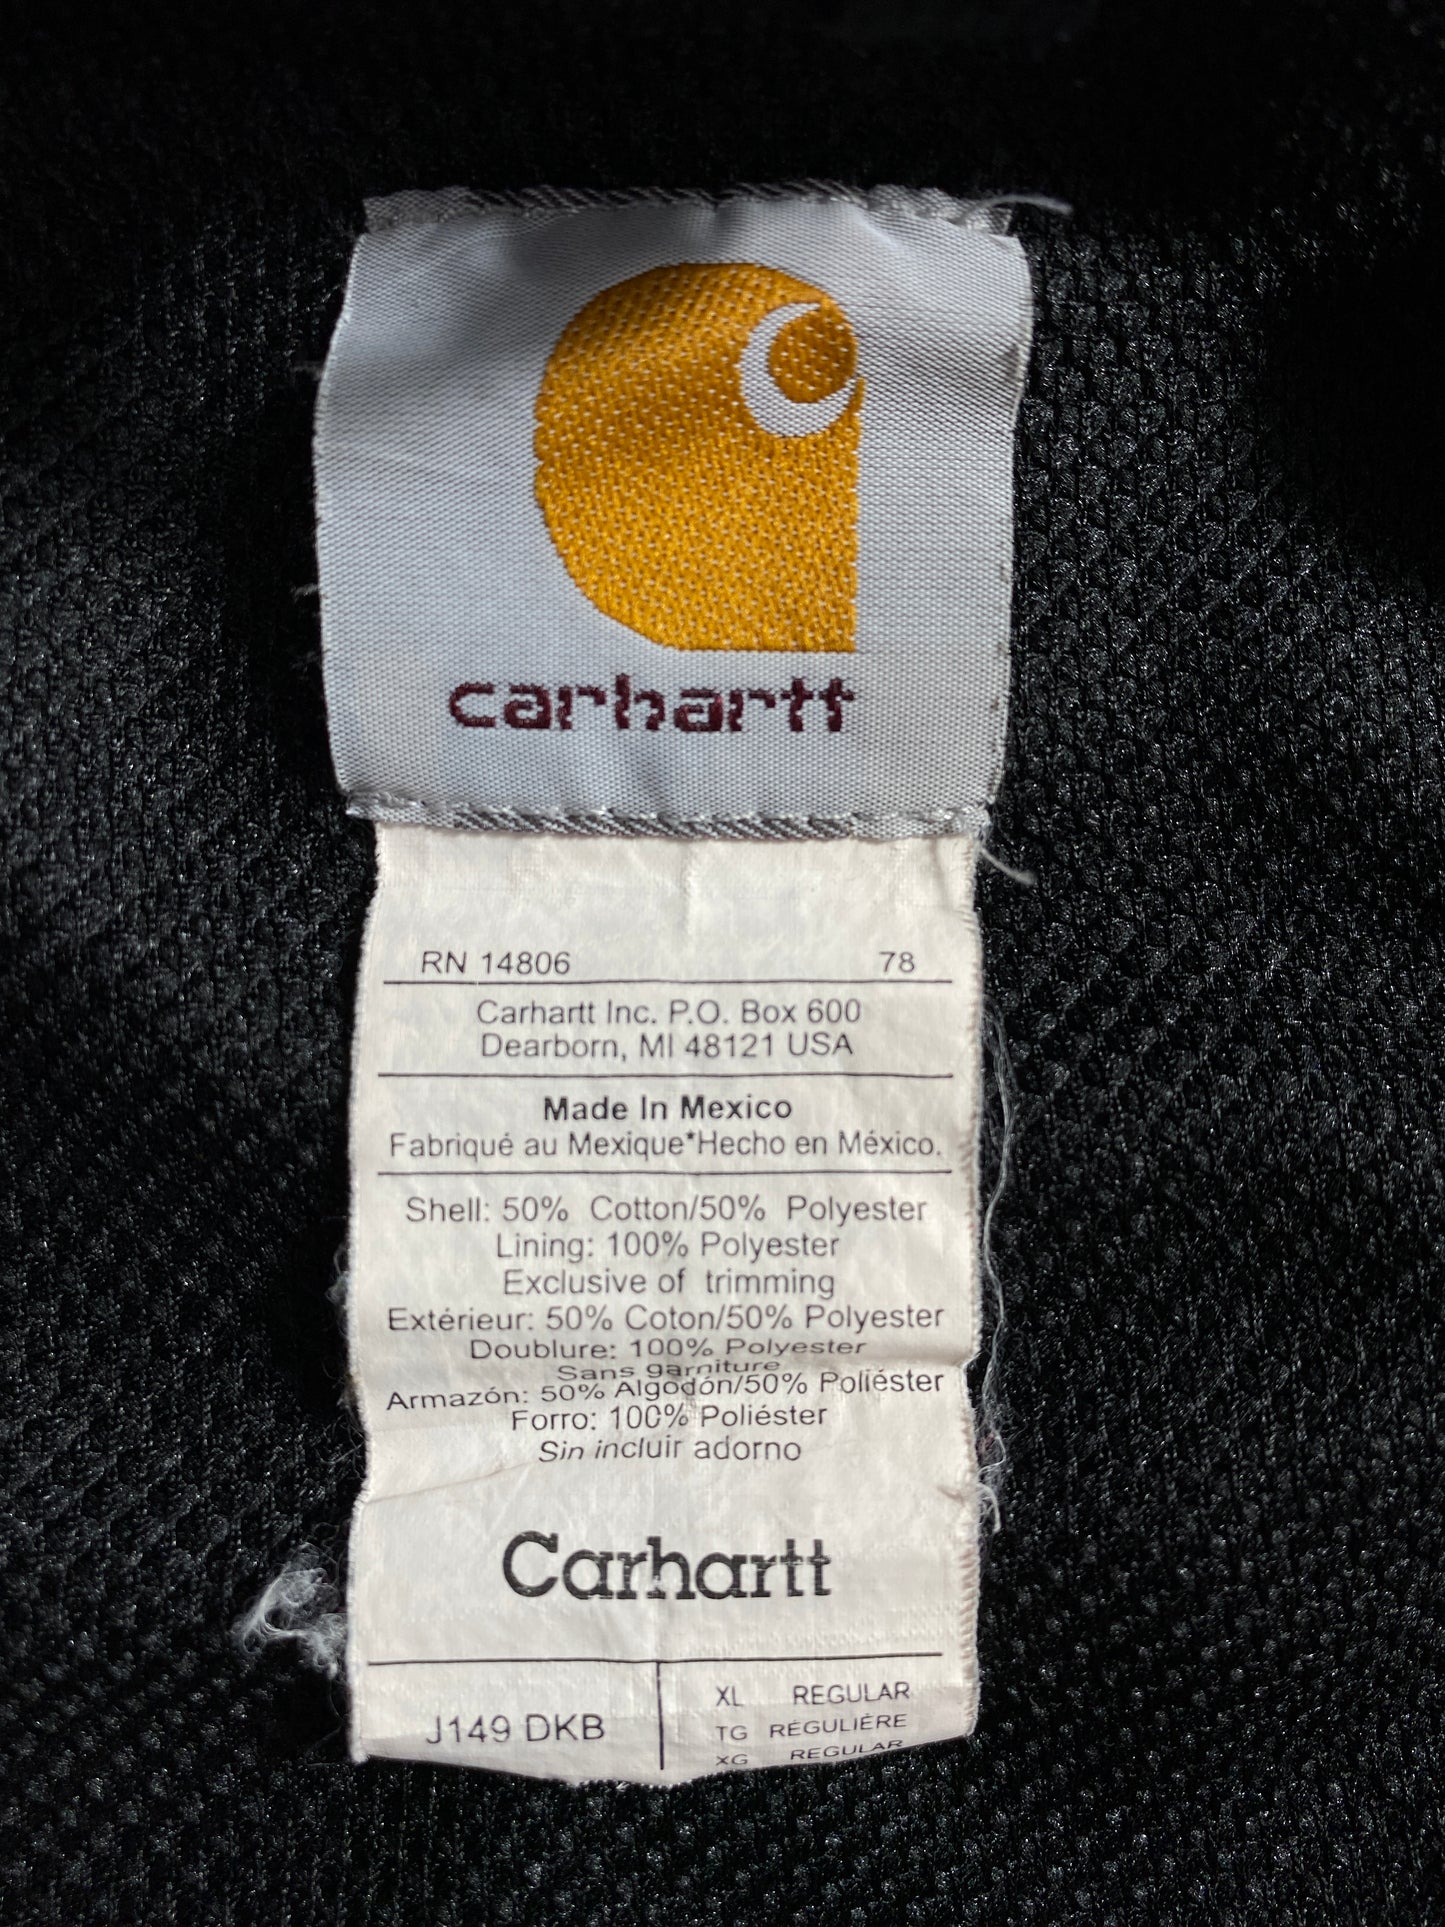 carhartt
RN 14806 78
Carhartt Inc. P.O. Box 600
Dearborn, MI 48121 USA
Made In Mexico
Fabriqué au Mexique*Hecho en México.
Shell: 50% Cotton/50% Polyester
Lining: 100% Polyester
Exclusive of trimming
Extérieur: 50% Coton/50% Polyester
Doublure: 100% Polyester
Sans garniture
Armazón: 50% Algodón/50% Poliéster
Forro: 100% Poliéster
Sin incluir adorno
Carhartt
J149 DKB
XL REGULAR
TG RÉGULIÈRE
XG REGULAR